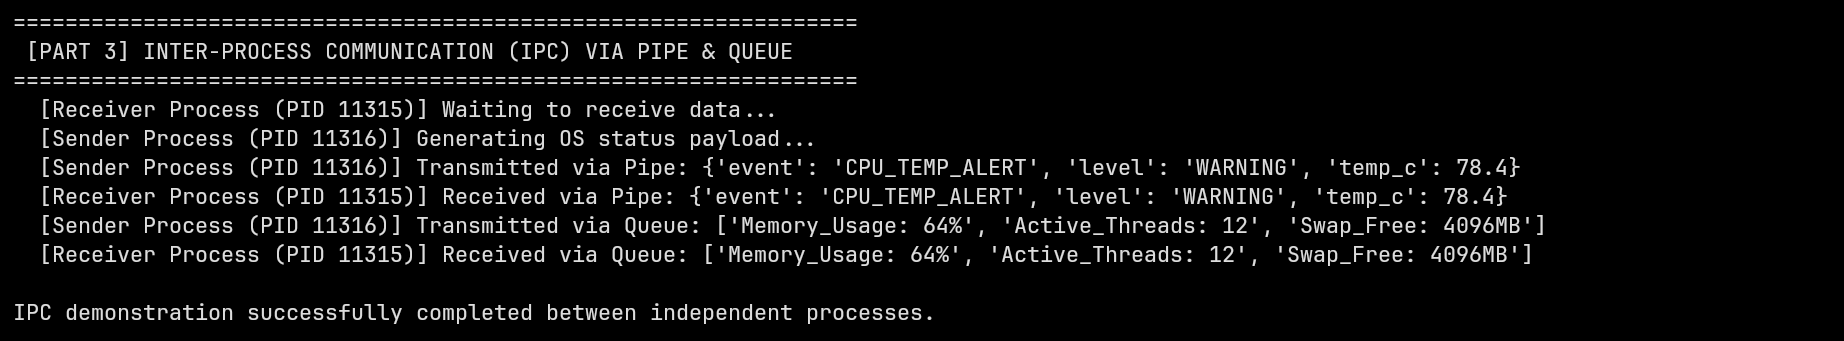 =================================================================
[PART 3] INTER-PROCESS COMMUNICATION (IPC) VIA PIPE & QUEUE
=================================================================
[Receiver Process (PID 11315)] Waiting to receive data...
[Sender Process (PID 11316)] Generating OS status payload...
[Sender Process (PID 11316)] Transmitted via Pipe: {'event': 'CPU_TEMP_ALERT', 'level': 'WARNING', 'temp_c': 78.4}
[Receiver Process (PID 11315)] Received via Pipe: {'event': 'CPU_TEMP_ALERT', 'level': 'WARNING', 'temp_c': 78.4}
[Sender Process (PID 11316)] Transmitted via Queue: ['Memory_Usage: 64%', 'Active_Threads: 12', 'Swap_Free: 4096MB']
[Receiver Process (PID 11315)] Received via Queue: ['Memory_Usage: 64%', 'Active_Threads: 12', 'Swap_Free: 4096MB']
IPC demonstration successfully completed between independent processes.